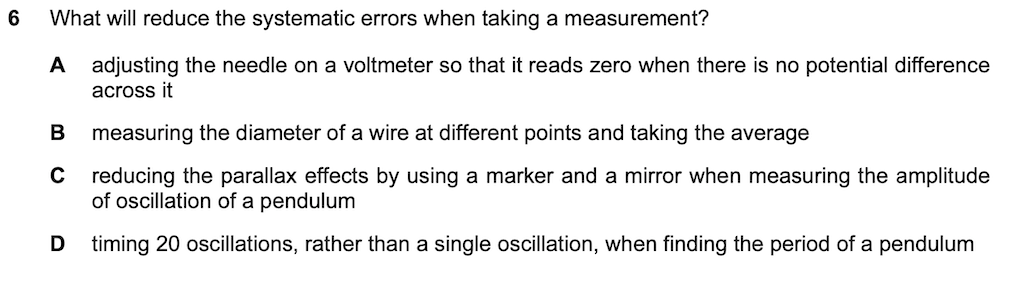 6 What will reduce the systematic errors when taking a measurement?
A adjusting the needle on a voltmeter so that it reads zero when there is no potential difference
across it
B measuring the diameter of a wire at different points and taking the average
C reducing the parallax effects by using a marker and a mirror when measuring the amplitude
of oscillation of a pendulum
D timing 20 oscillations, rather than a single oscillation, when finding the period of a pendulum